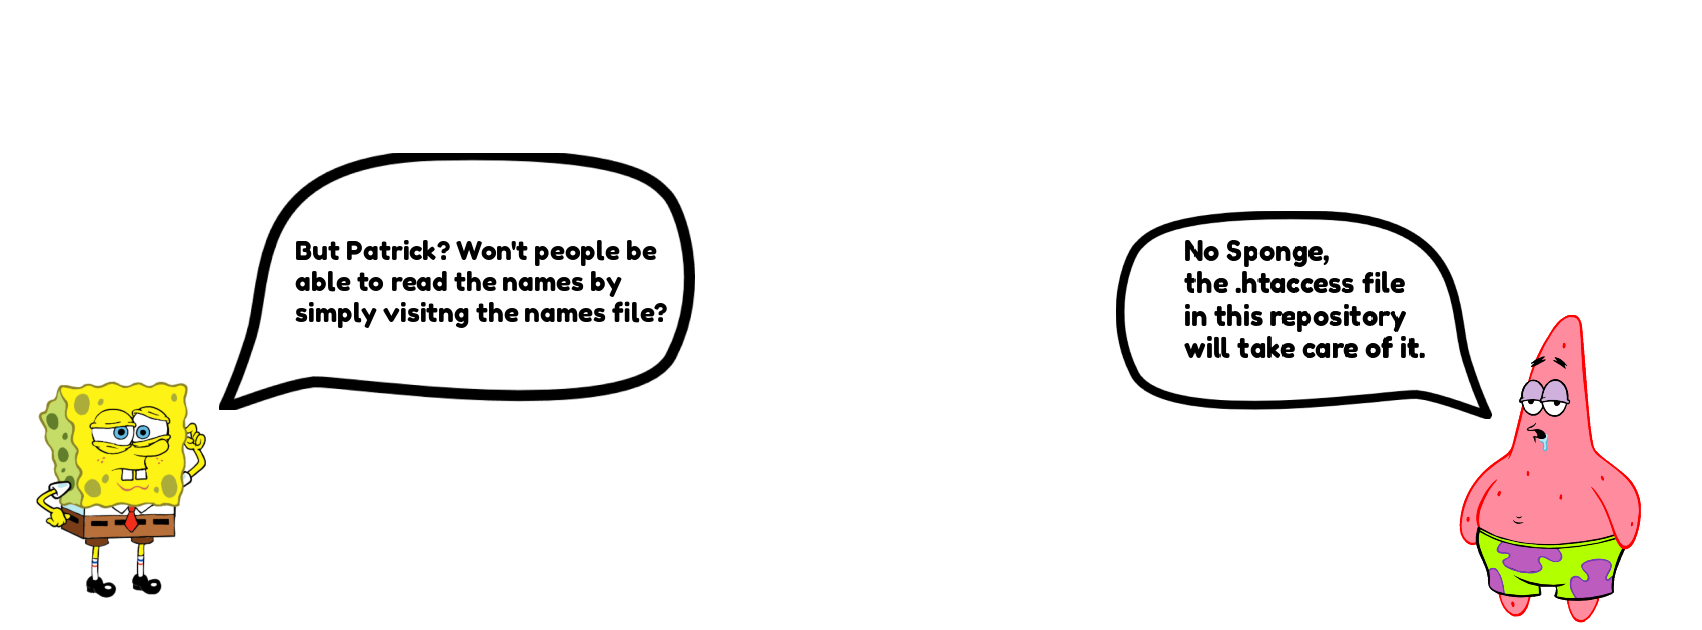 But Patrick? Won't people be
able to read the names by
simply visitng the names file?
No Sponge,
the .htaccess file
in this repository
will take care of it.